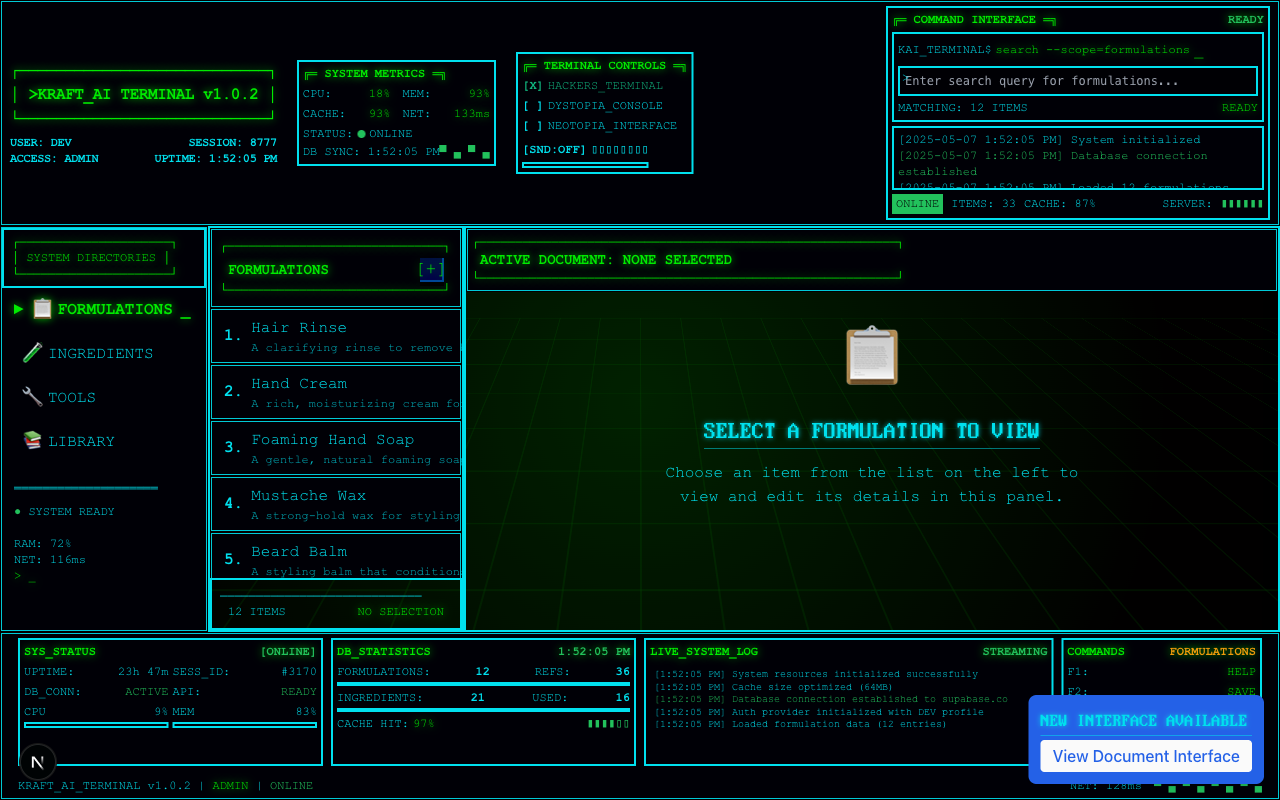 >KRAFT_AI TERMINAL v1.0.2
USER: DEV SESSION: 8777
ACCESS: ADMIN UPTIME: 1:52:05 PM
SYSTEM METRICS
CPU: 18% MEM: 93%
CACHE: 93% NET: 133ms
STATUS: ONLINE
DB SYNC: 1:52:05 PM
TERMINAL CONTROLS
[X] HACKERS_TERMINAL
[ ] DYSTOPIA_CONSOLE
[ ] NEOTOPIA_INTERFACE
[SND:OFF] ▯▯▯▯▯▯▯▯
COMMAND INTERFACE READY
KAI_TERMINAL$ search --scope=formulations_
Enter search query for formulations...
MATCHING: 12 ITEMS READY
[2025-05-07 1:52:05 PM] System initialized
[2025-05-07 1:52:05 PM] Database connection
established
[2025-05-07 1:52:05 PM] Loaded 12 formulations
ONLINE ITEMS: 33 CACHE: 87% SERVER: ▮▮▮▮▮▮
SYSTEM DIRECTORIES
► FORMULATIONS _
INGREDIENTS
TOOLS
LIBRARY
● SYSTEM READY
RAM: 72%
NET: 116ms
> _
FORMULATIONS [+]
1. Hair Rinse
A clarifying rinse to remove
2. Hand Cream
A rich, moisturizing cream fo
3. Foaming Hand Soap
A gentle, natural foaming soa
4. Mustache Wax
A strong-hold wax for styling
5. Beard Balm
A styling balm that condition
12 ITEMS NO SELECTION
ACTIVE DOCUMENT: NONE SELECTED
SELECT A FORMULATION TO VIEW
Choose an item from the list on the left to
view and edit its details in this panel.
SYS_STATUS [ONLINE]
UPTIME: 23h 47m SESS_ID: #3170
DB_CONN: ACTIVE API: READY
CPU 9% MEM 83%
DB_STATISTICS 1:52:05 PM
FORMULATIONS: 12 REFS: 36
INGREDIENTS: 21 USED: 16
CACHE HIT: 97% ▮▮▮▮▯▯
LIVE_SYSTEM_LOG STREAMING
[1:52:05 PM] System resources initialized successfully
[1:52:05 PM] Cache size optimized (64MB)
[1:52:05 PM] Database connection established to supabase.co
[1:52:05 PM] Auth provider initialized with DEV profile
[1:52:05 PM] Loaded formulation data (12 entries)
COMMANDS FORMULATIONS
F1: HELP
F2: SAVE
NEW INTERFACE AVAILABLE
View Document Interface
N
KRAFT_AI_TERMINAL v1.0.2 | ADMIN | ONLINE
NET: 128ms